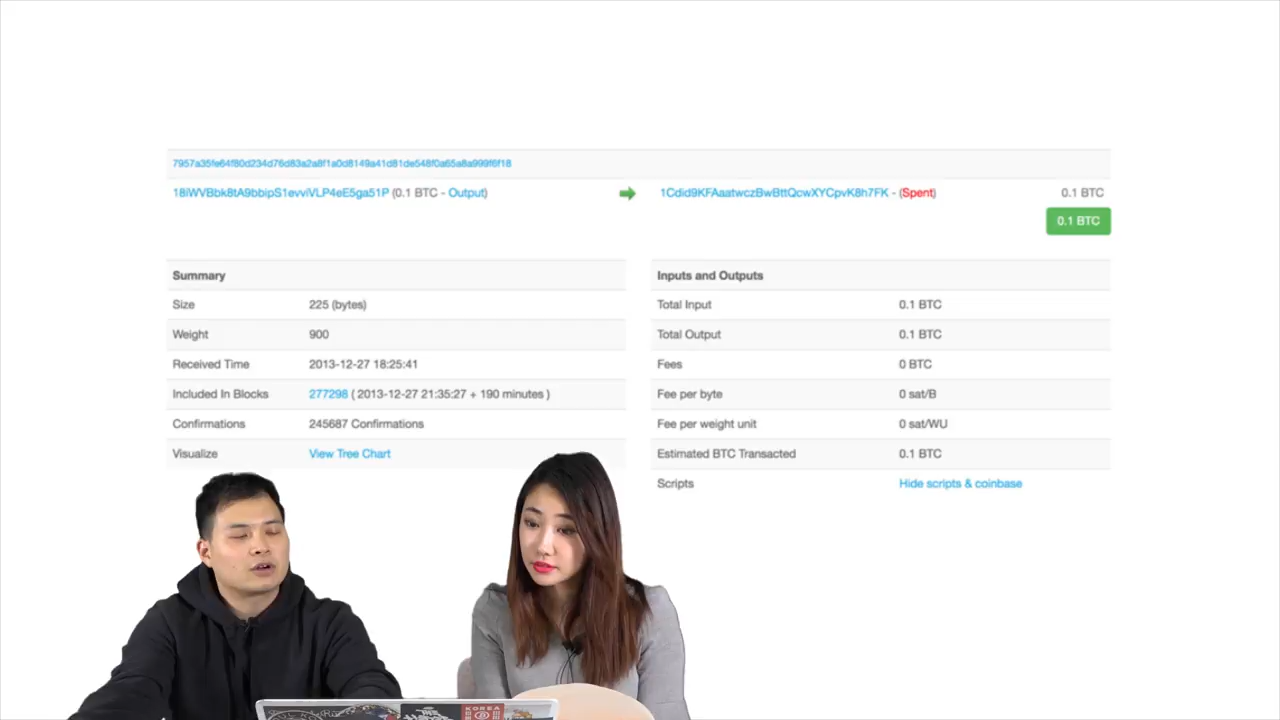 7957a35fe64f80d234d76d83a2a8f1a0d8149a41d81de548f0a65a8a999f6f18
18iWVBbk8tA9bbipS1evviVLP4eE5ga51P (0.1 BTC - Output)
1Cdid9KFAaatwczBwBttQcwXYCpvK8h7FK - (Spent)
0.1 BTC
0.1 BTC
Summary
Size 225 (bytes)
Weight 900
Received Time 2013-12-27 18:25:41
Included In Blocks 277298 ( 2013-12-27 21:35:27 + 190 minutes )
Confirmations 245687 Confirmations
Visualize View Tree Chart
Inputs and Outputs
Total Input 0.1 BTC
Total Output 0.1 BTC
Fees 0 BTC
Fee per byte 0 sat/B
Fee per weight unit 0 sat/WU
Estimated BTC Transacted 0.1 BTC
Scripts Hide scripts & coinbase
KOREA